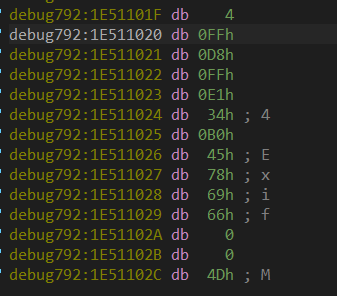 debug792:1E51101F db 4
debug792:1E511020 db 0FFh
debug792:1E511021 db 0D8h
debug792:1E511022 db 0FFh
debug792:1E511023 db 0E1h
debug792:1E511024 db 34h ; 4
debug792:1E511025 db 0B0h
debug792:1E511026 db 45h ; E
debug792:1E511027 db 78h ; x
debug792:1E511028 db 69h ; i
debug792:1E511029 db 66h ; f
debug792:1E51102A db 0
debug792:1E51102B db 0
debug792:1E51102C db 4Dh ; M